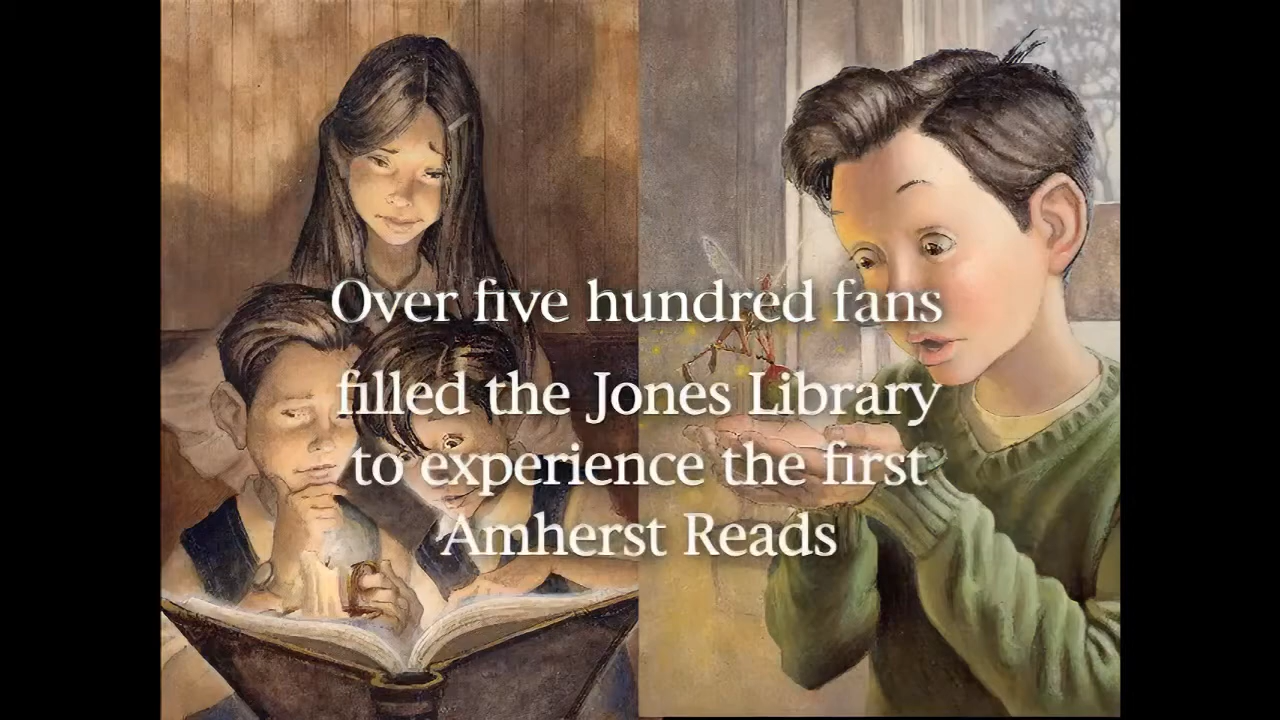 Over five hundred fans
filled the Jones Library
to experience the first
Amherst Reads